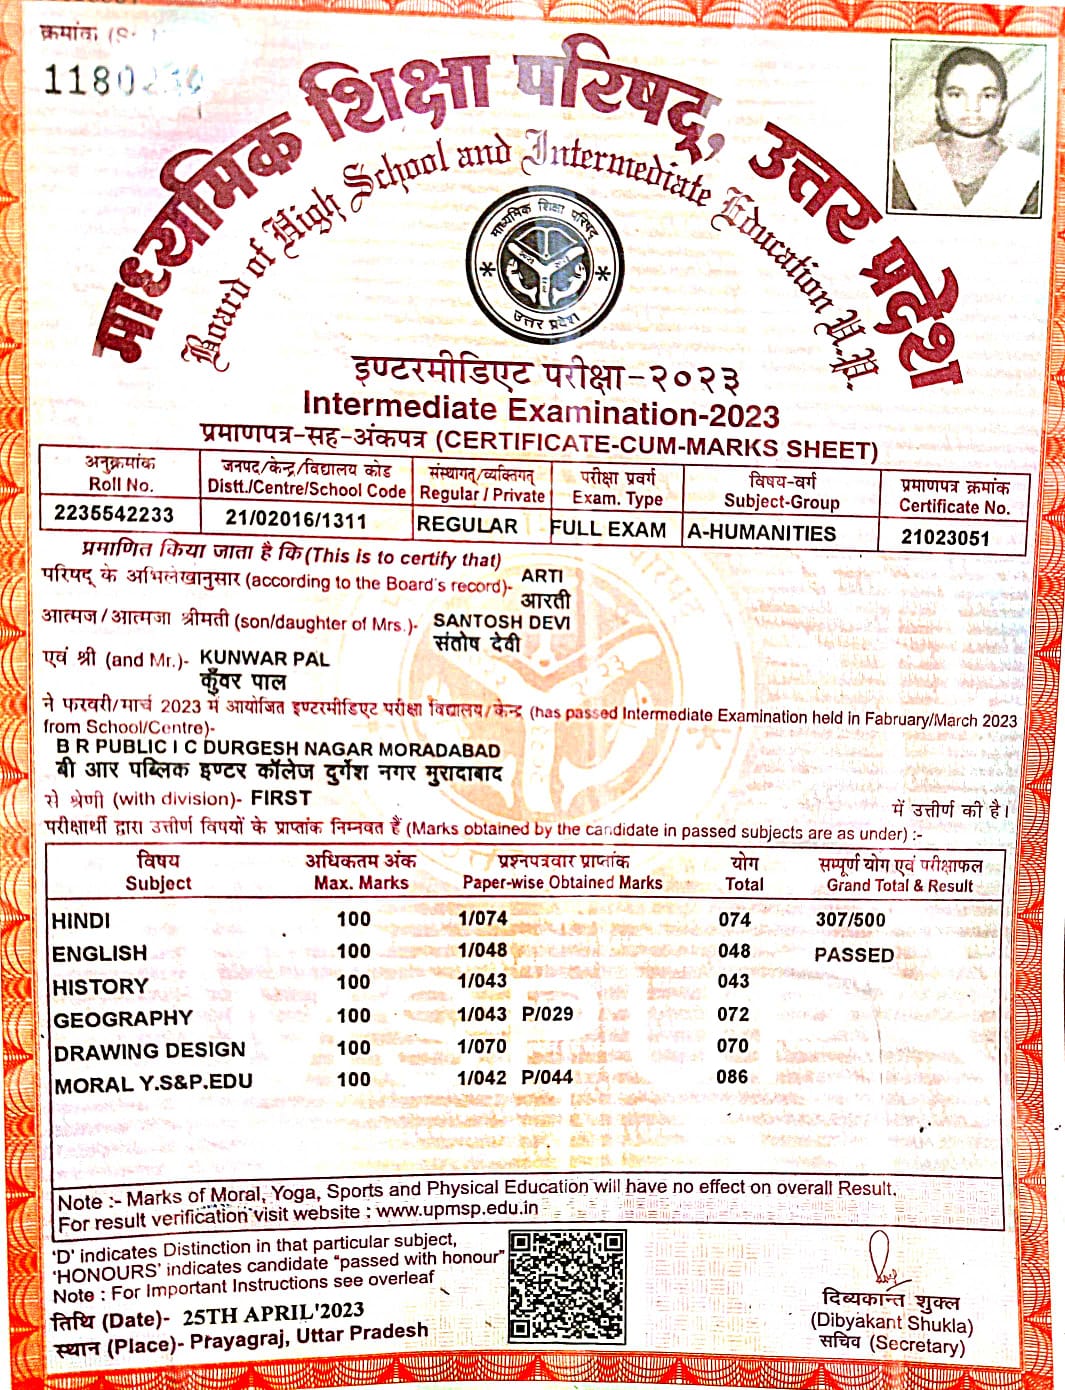 क्रमांक
माध्यमिक शिक्षा परिषद्, उत्तर प्रदेश
Board of High School and Intermediate Education U.P.
माध्यमिक शिक्षा परिषद्
उत्तर प्रदेश
इण्टरमीडिएट परीक्षा-२०२३
Intermediate Examination-2023
प्रमाणपत्र-सह-अंकपत्र (CERTIFICATE-CUM-MARKS SHEET)
अनुक्रमांक जनपद/केन्द्र/विद्यालय कोड संस्थागत्/व्यक्तिगत् परीक्षा प्रवर्ग विषय-वर्ग प्रमाणपत्र क्रमांक
Roll No. Distt./Centre/School Code Regular / Private Exam. Type Subject-Group Certificate No.
2235542233 21/02016/1311 REGULAR FULL EXAM A-HUMANITIES 21023051
प्रमाणित किया जाता है कि (This is to certify that)
परिषद् के अभिलेखानुसार (according to the Board's record)- ARTI
आरती
आत्मज/आत्मजा श्रीमती (son/daughter of Mrs.)- SANTOSH DEVI
संतोष देवी
एवं श्री (and Mr.)- KUNWAR PAL
कुँवर पाल
ने फरवरी/मार्च 2023 में आयोजित इण्टरमीडिएट परीक्षा विद्यालय/केन्द्र (has passed Intermediate Examination held in Fabruary/March 2023
from School/Centre)-
B R PUBLIC I C DURGESH NAGAR MORADABAD
बी आर पब्लिक इण्टर कॉलेज दुर्गेश नगर मुरादाबाद
से श्रेणी (with division)- FIRST में उत्तीर्ण की है।
परीक्षार्थी द्वारा उत्तीर्ण विषयों के प्राप्तांक निम्नवत हैं (Marks obtained by the candidate in passed subjects are as under) :-
विषय अधिकतम अंक प्रश्नपत्रवार प्राप्तांक योग सम्पूर्ण योग एवं परीक्षाफल
Subject Max. Marks Paper-wise Obtained Marks Total Grand Total & Result
HINDI 100 1/074 074 307/500
ENGLISH 100 1/048 048 PASSED
HISTORY 100 1/043 043
GEOGRAPHY 100 1/043 P/029 072
DRAWING DESIGN 100 1/070 070
MORAL Y.S&P.EDU 100 1/042 P/044 086
Note :- Marks of Moral, Yoga, Sports and Physical Education will have no effect on overall Result.
For result verification visit website : www.upmsp.edu.in
'D' indicates Distinction in that particular subject,
'HONOURS' indicates candidate "passed with honour"
Note : For Important Instructions see overleaf
तिथि (Date)- 25TH APRIL'2023
स्थान (Place)- Prayagraj, Uttar Pradesh
दिव्यकान्त शुक्ल
(Dibyakant Shukla)
सचिव (Secretary)